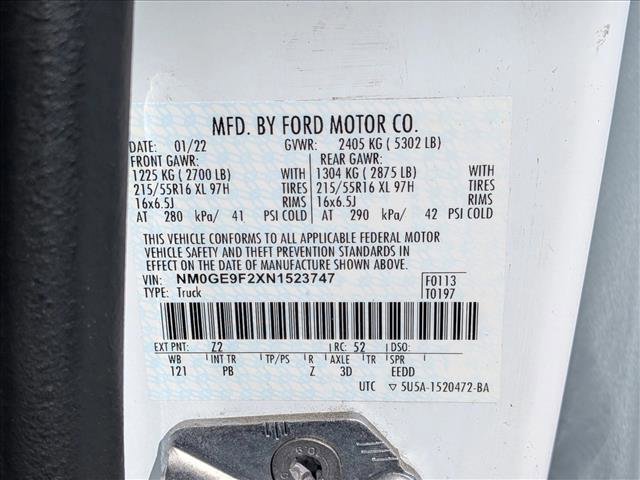 MFD. BY FORD MOTOR CO.
DATE: 01/22 GVWR: 2405 KG ( 5302 LB)
FRONT GAWR: REAR GAWR:
1225 KG ( 2700 LB) WITH 1304 KG ( 2875 LB) WITH
215/55R16 XL 97H TIRES 215/55R16 XL 97H TIRES
16x6.5J RIMS 16x6.5J RIMS
AT 280 kPa/ 41 PSI COLD AT 290 kPa/ 42 PSI COLD
THIS VEHICLE CONFORMS TO ALL APPLICABLE FEDERAL MOTOR
VEHICLE SAFETY AND THEFT PREVENTION STANDARDS IN
EFFECT ON THE DATE OF MANUFACTURE SHOWN ABOVE.
VIN: NM0GE9F2XN1523747 F0113
TYPE: Truck T0197
EXT PNT: Z2 RC: 52 DSO:
WB INT TR TP/PS R AXLE TR SPR
121 PB Z 3D EEDD
UTC ▽ 5U5A-1520472-BA